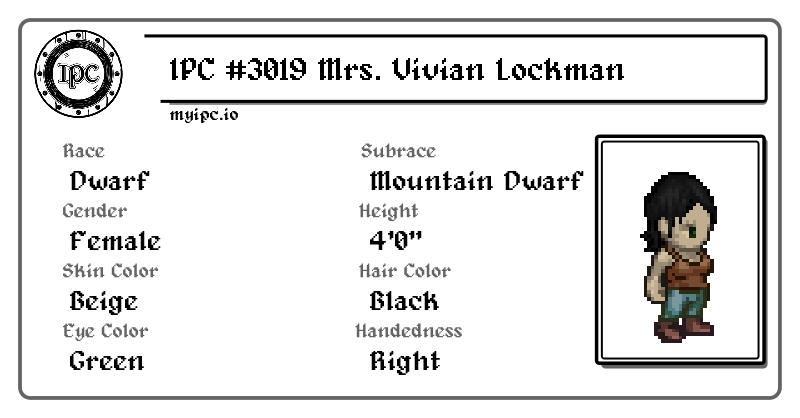 IPC
IPC #3019 Mrs. Vivian Lockman
myipc.io
Race
Dwarf
Subrace
Mountain Dwarf
Gender
Female
Height
4'0"
Skin Color
Beige
Hair Color
Black
Eye Color
Green
Handedness
Right